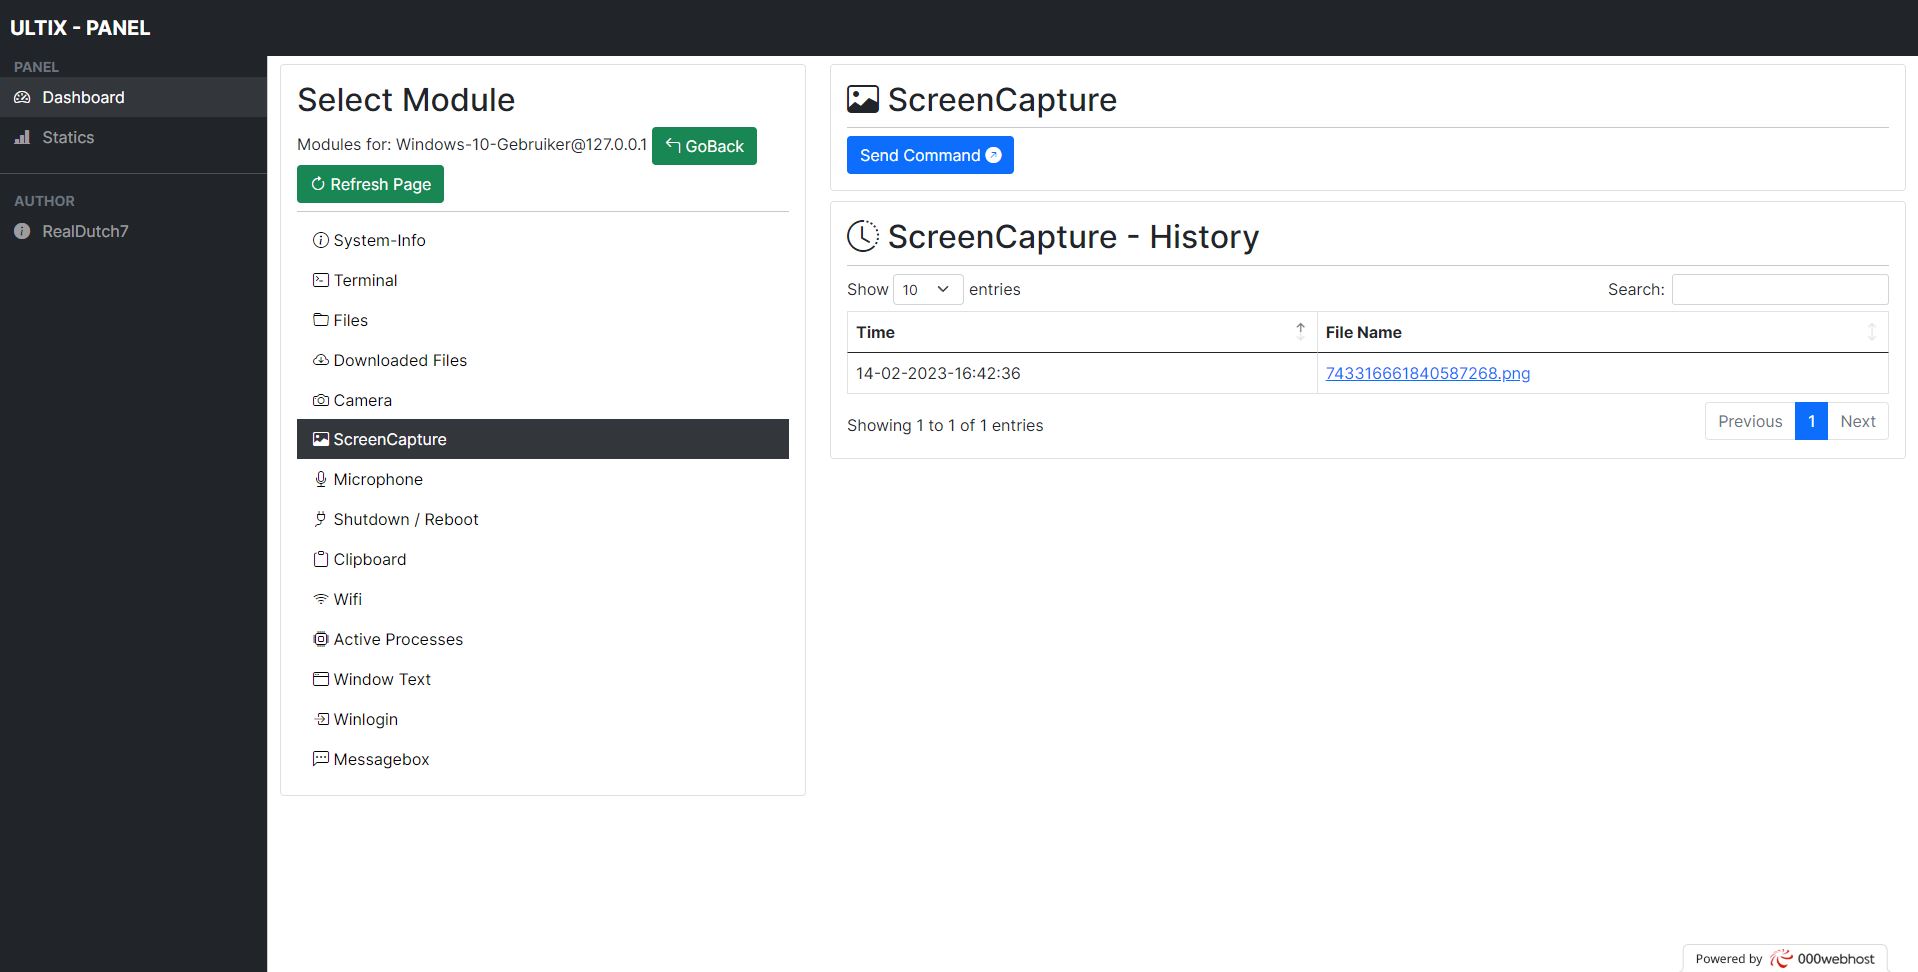 ULTIX - PANEL
PANEL
Dashboard
Statics
AUTHOR
RealDutch7
Select Module
Modules for: Windows-10-Gebruiker@127.0.0.1 GoBack
Refresh Page
System-Info
Terminal
Files
Downloaded Files
Camera
ScreenCapture
Microphone
Shutdown / Reboot
Clipboard
Wifi
Active Processes
Window Text
Winlogin
Messagebox
ScreenCapture
Send Command
ScreenCapture - History
Show 10 entries Search:
Time File Name
14-02-2023-16:42:36 743316661840587268.png
Showing 1 to 1 of 1 entries Previous 1 Next
Powered by 000webhost